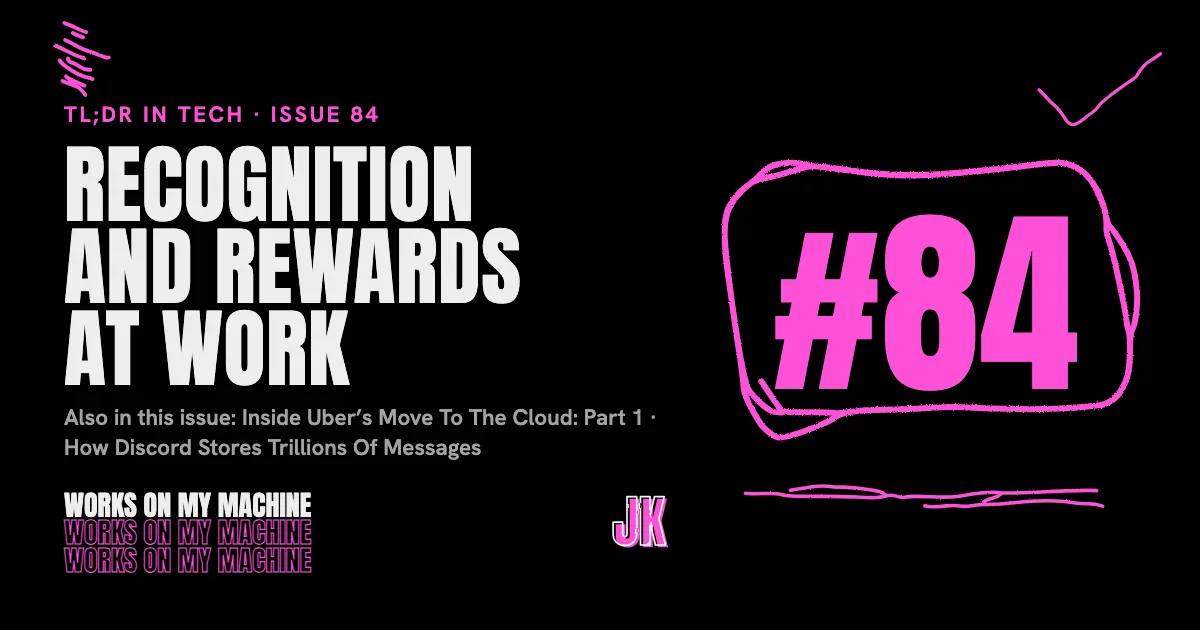 TL;DR IN TECH · ISSUE 84
RECOGNITION
AND REWARDS
AT WORK
Also in this issue: Inside Uber’s Move To The Cloud: Part 1 ·
How Discord Stores Trillions Of Messages
WORKS ON MY MACHINE
WORKS ON MY MACHINE
WORKS ON MY MACHINE
JK
#84